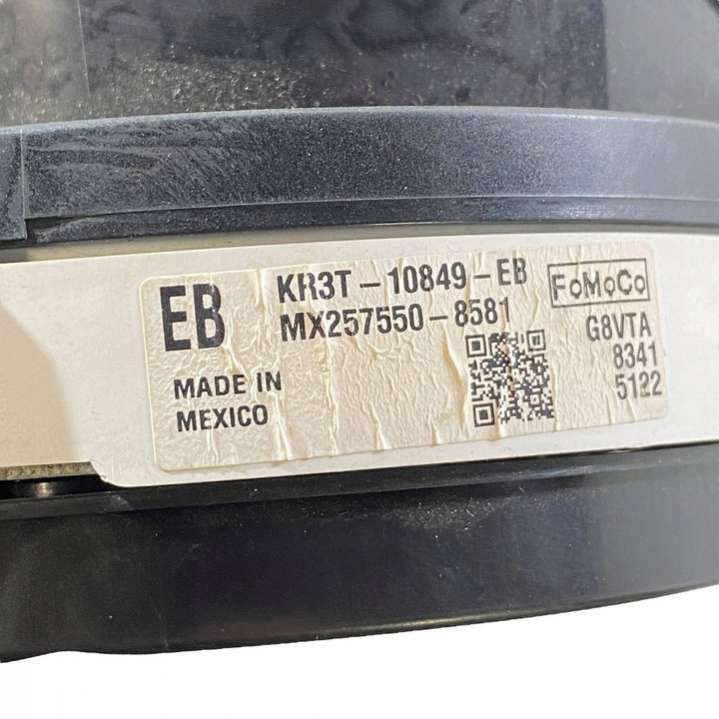 EB
KR3T-10849-EB
MX257550-8581
MADE IN
MEXICO
FoMoCo
G8VTA
8341
5122